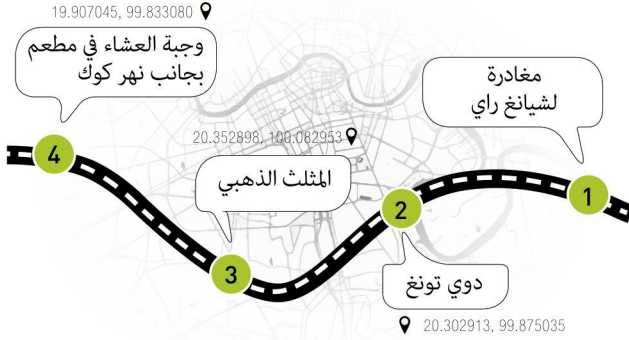 19.907045, 99.833080
وجبة العشاء في مطعم
بجانب نهر كوك
مغادرة
لشيانغ راي
20.352898, 100.082953
المثلث الذهبي
4
3
2
1
دوي تونغ
20.302913, 99.875035